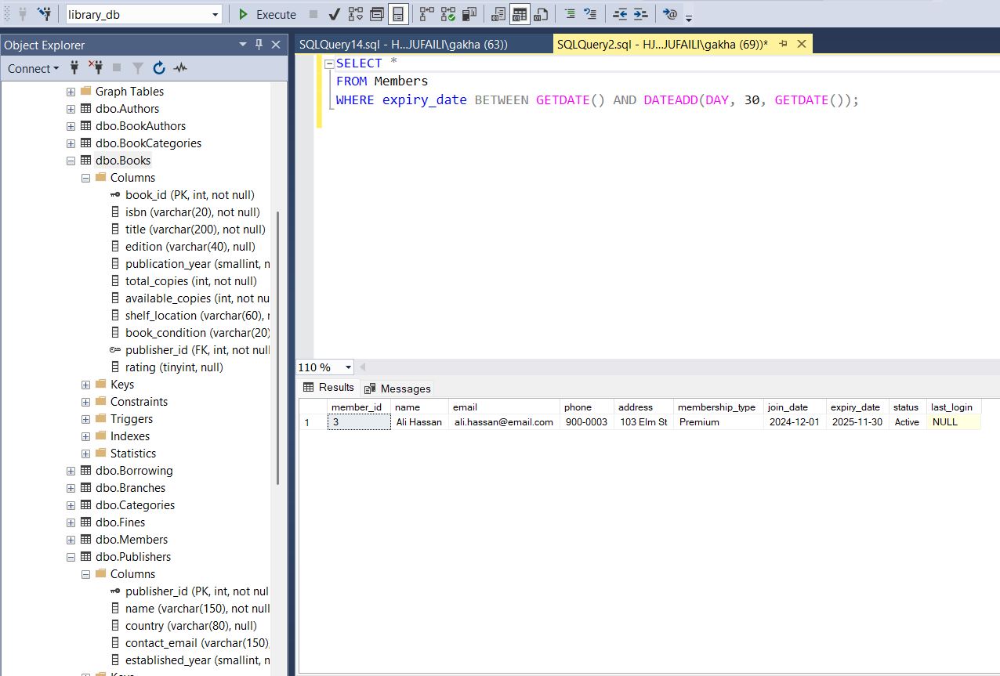 library_db
Execute
Object Explorer
Connect
Graph Tables
dbo.Authors
dbo.BookAuthors
dbo.BookCategories
dbo.Books
Columns
book_id (PK, int, not null)
isbn (varchar(20), not null)
title (varchar(200), not null)
edition (varchar(40), null)
publication_year (smallint, n
total_copies (int, not null)
available_copies (int, not nu
shelf_location (varchar(60), n
book_condition (varchar(20)
publisher_id (FK, int, not null
rating (tinyint, null)
Keys
Constraints
Triggers
Indexes
Statistics
dbo.Borrowing
dbo.Branches
dbo.Categories
dbo.Fines
dbo.Members
dbo.Publishers
Columns
publisher_id (PK, int, not nul
name (varchar(150), not null
country (varchar(80), null)
contact_email (varchar(150),
established_year (smallint, n
Keys
SQLQuery14.sql - H...JUFAILI\gakha (63))
SQLQuery2.sql - HJ...JUFAILI\gakha (69))*
SELECT *
FROM Members
WHERE expiry_date BETWEEN GETDATE() AND DATEADD(DAY, 30, GETDATE());
110 %
Results Messages
member_id name email phone address membership_type join_date expiry_date status last_login
1 3 Ali Hassan ali.hassan@email.com 900-0003 103 Elm St Premium 2024-12-01 2025-11-30 Active NULL